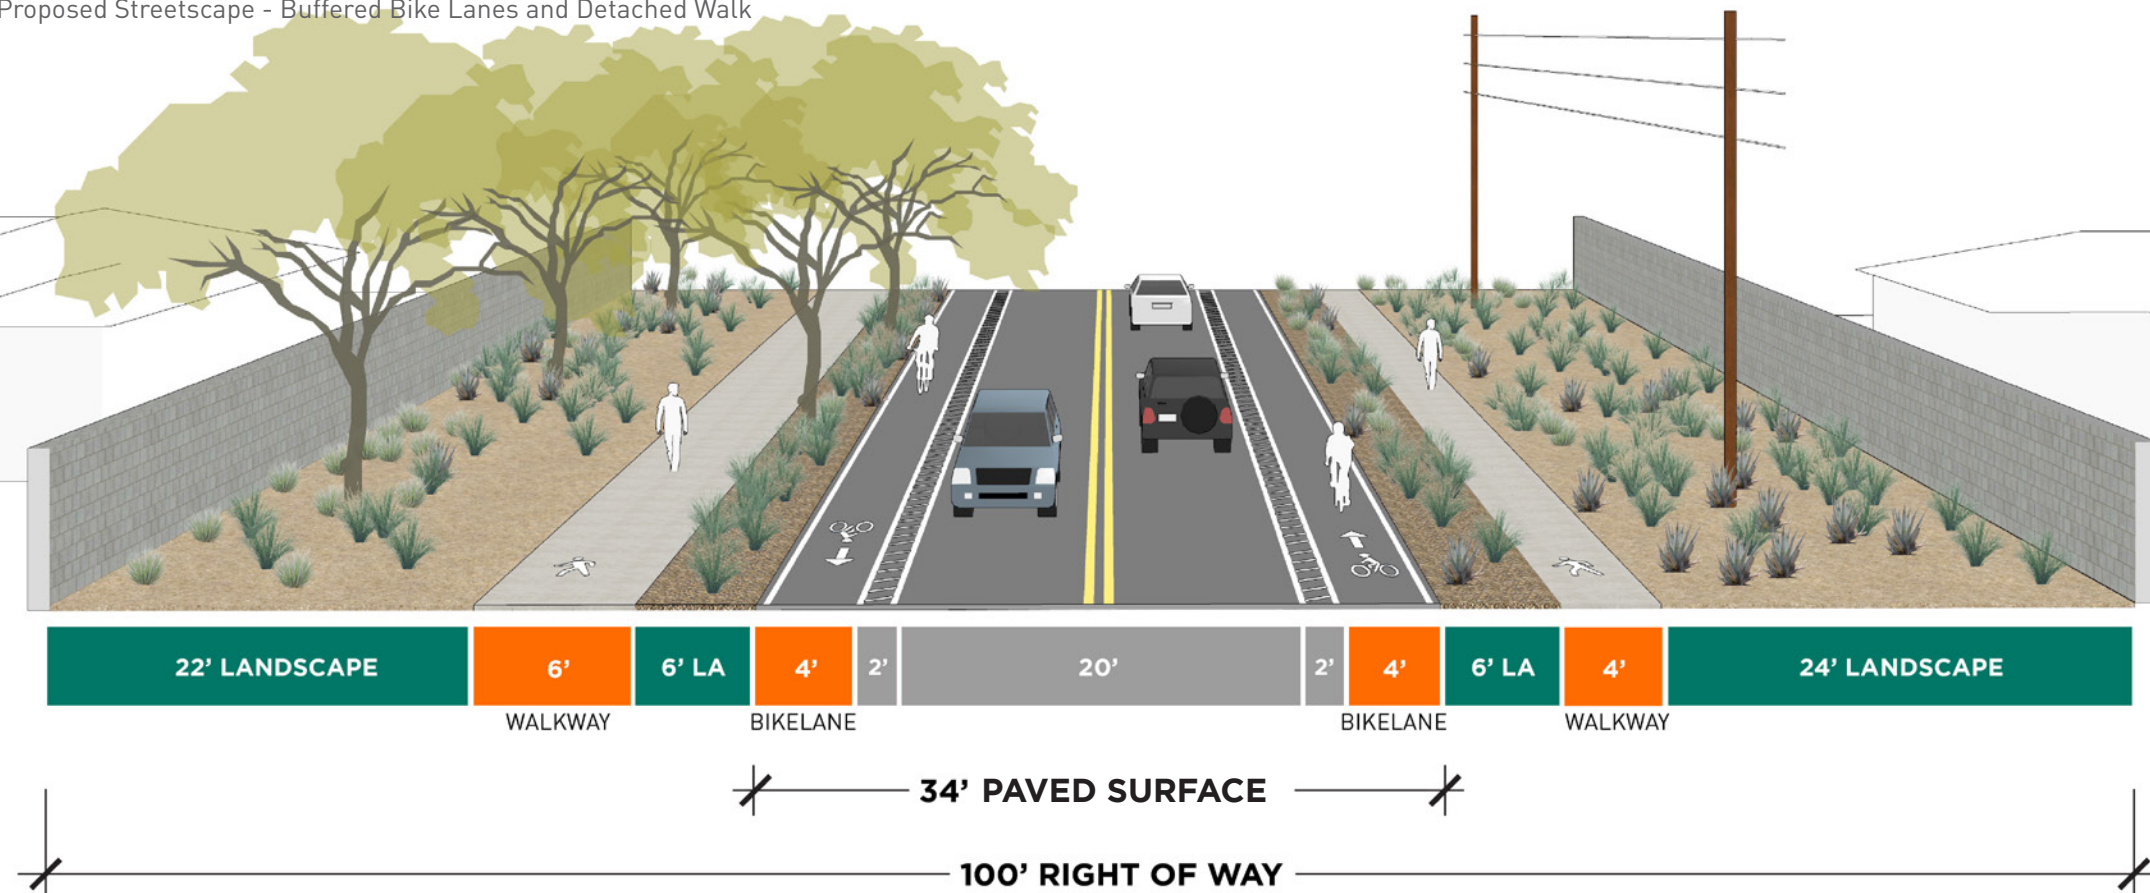 Proposed Streetscape - Buffered Bike Lanes and Detached Walk
22’ LANDSCAPE
6’
6’ LA
4’
2’
20’
2’
4’
6’ LA
4’
24’ LANDSCAPE
WALKWAY
BIKELANE
BIKELANE
WALKWAY
34’ PAVED SURFACE
100’ RIGHT OF WAY